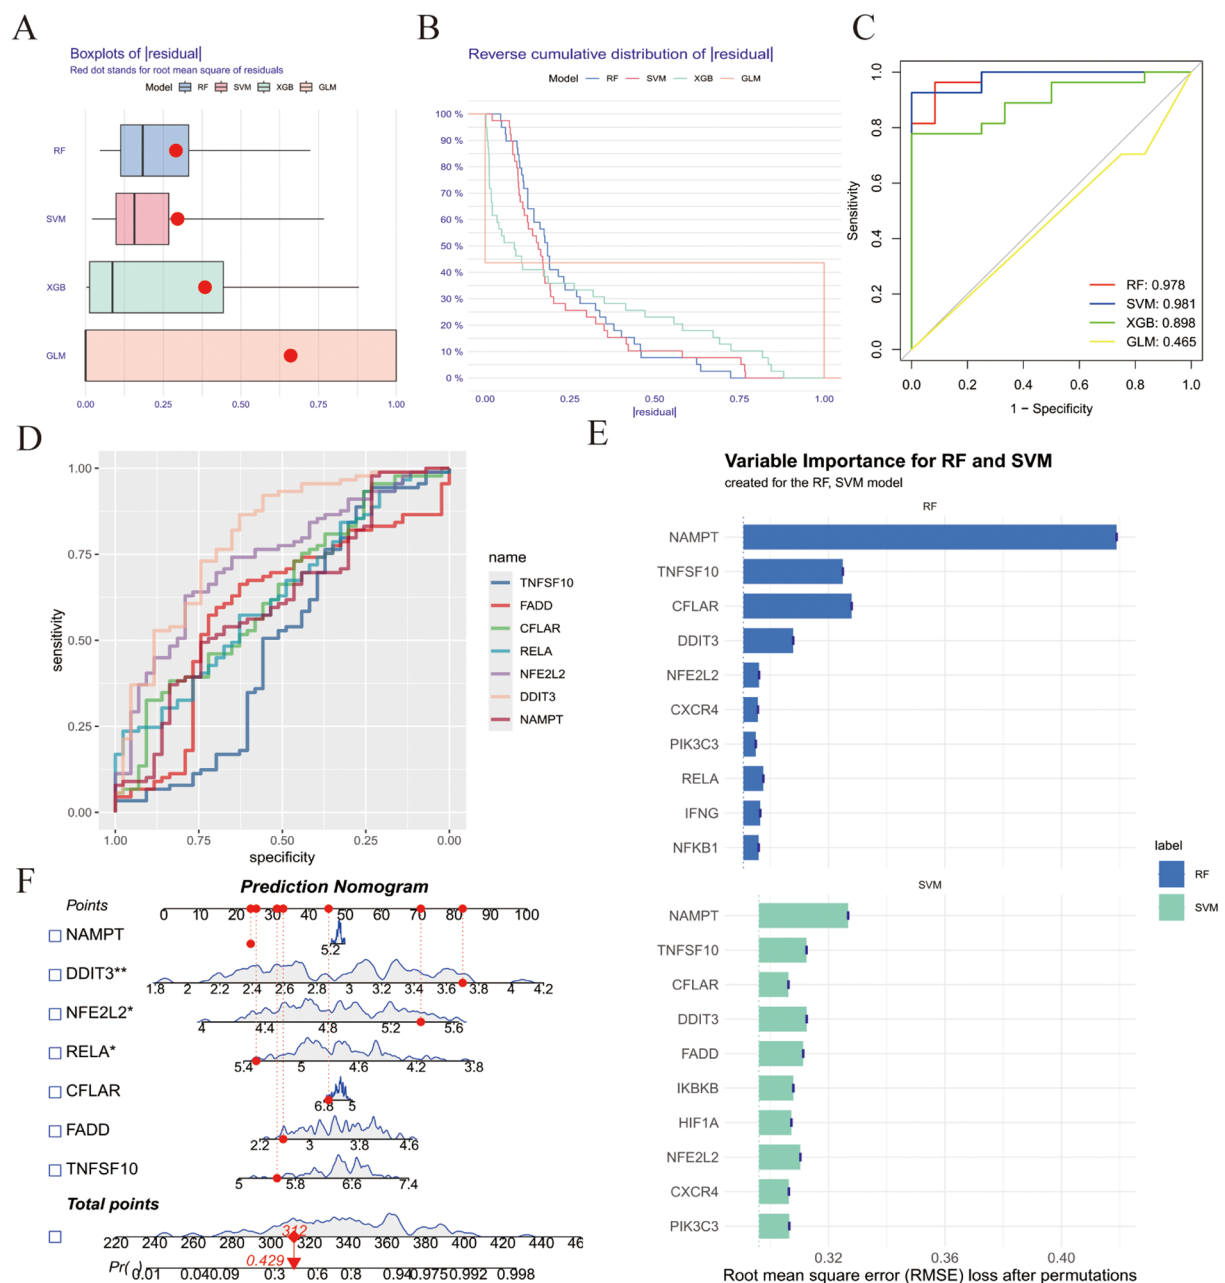 A
Boxplots of |residual|
Red dot stands for root mean square of residuals
Model RF SVM XGB GLM
RF
SVM
XGB
GLM
0.00 0.25 0.50 0.75 1.00
B
Reverse cumulative distribution of |residual|
Model RF SVM XGB GLM
100 %
90 %
80 %
70 %
60 %
50 %
40 %
30 %
20 %
10 %
0 %
0.00 0.25 0.50 0.75 1.00
|residual|
C
Sensitivity
1.0
0.8
0.6
0.4
0.2
0.0
RF: 0.978
SVM: 0.981
XGB: 0.898
GLM: 0.465
0.0 0.2 0.4 0.6 0.8 1.0
1 − Specificity
D
sensitivity
1.00
0.75
0.50
0.25
0.00
1.00 0.75 0.50 0.25 0.00
specificity
name
TNFSF10
FADD
CFLAR
RELA
NFE2L2
DDIT3
NAMPT
E
Variable Importance for RF and SVM
created for the RF, SVM model
RF
NAMPT
TNFSF10
CFLAR
DDIT3
NFE2L2
CXCR4
PIK3C3
RELA
IFNG
NFKB1
SVM
NAMPT
TNFSF10
CFLAR
DDIT3
FADD
IKBKB
HIF1A
NFE2L2
CXCR4
PIK3C3
0.32 0.36 0.40
Root mean square error (RMSE) loss after permutations
label
RF
SVM
F
Prediction Nomogram
Points
0 10 20 30 40 50 60 70 80 90 100
NAMPT
5.2
DDIT3**
1.8 2 2.2 2.4 2.6 2.8 3 3.2 3.4 3.6 3.8 4 4.2
NFE2L2*
4 4.4 4.8 5.2 5.6
RELA*
5.4 5 4.6 4.2 3.8
CFLAR
6.8 5
FADD
2.2 3 3.8 4.6
TNFSF10
5 5.8 6.6 7.4
Total points
312
220 240 260 280 300 320 340 360 380 400 420 440 46
0.429
Pr( )
0.01 0.04 0.09 0.3 0.6 0.8 0.94 0.975 0.992 0.998